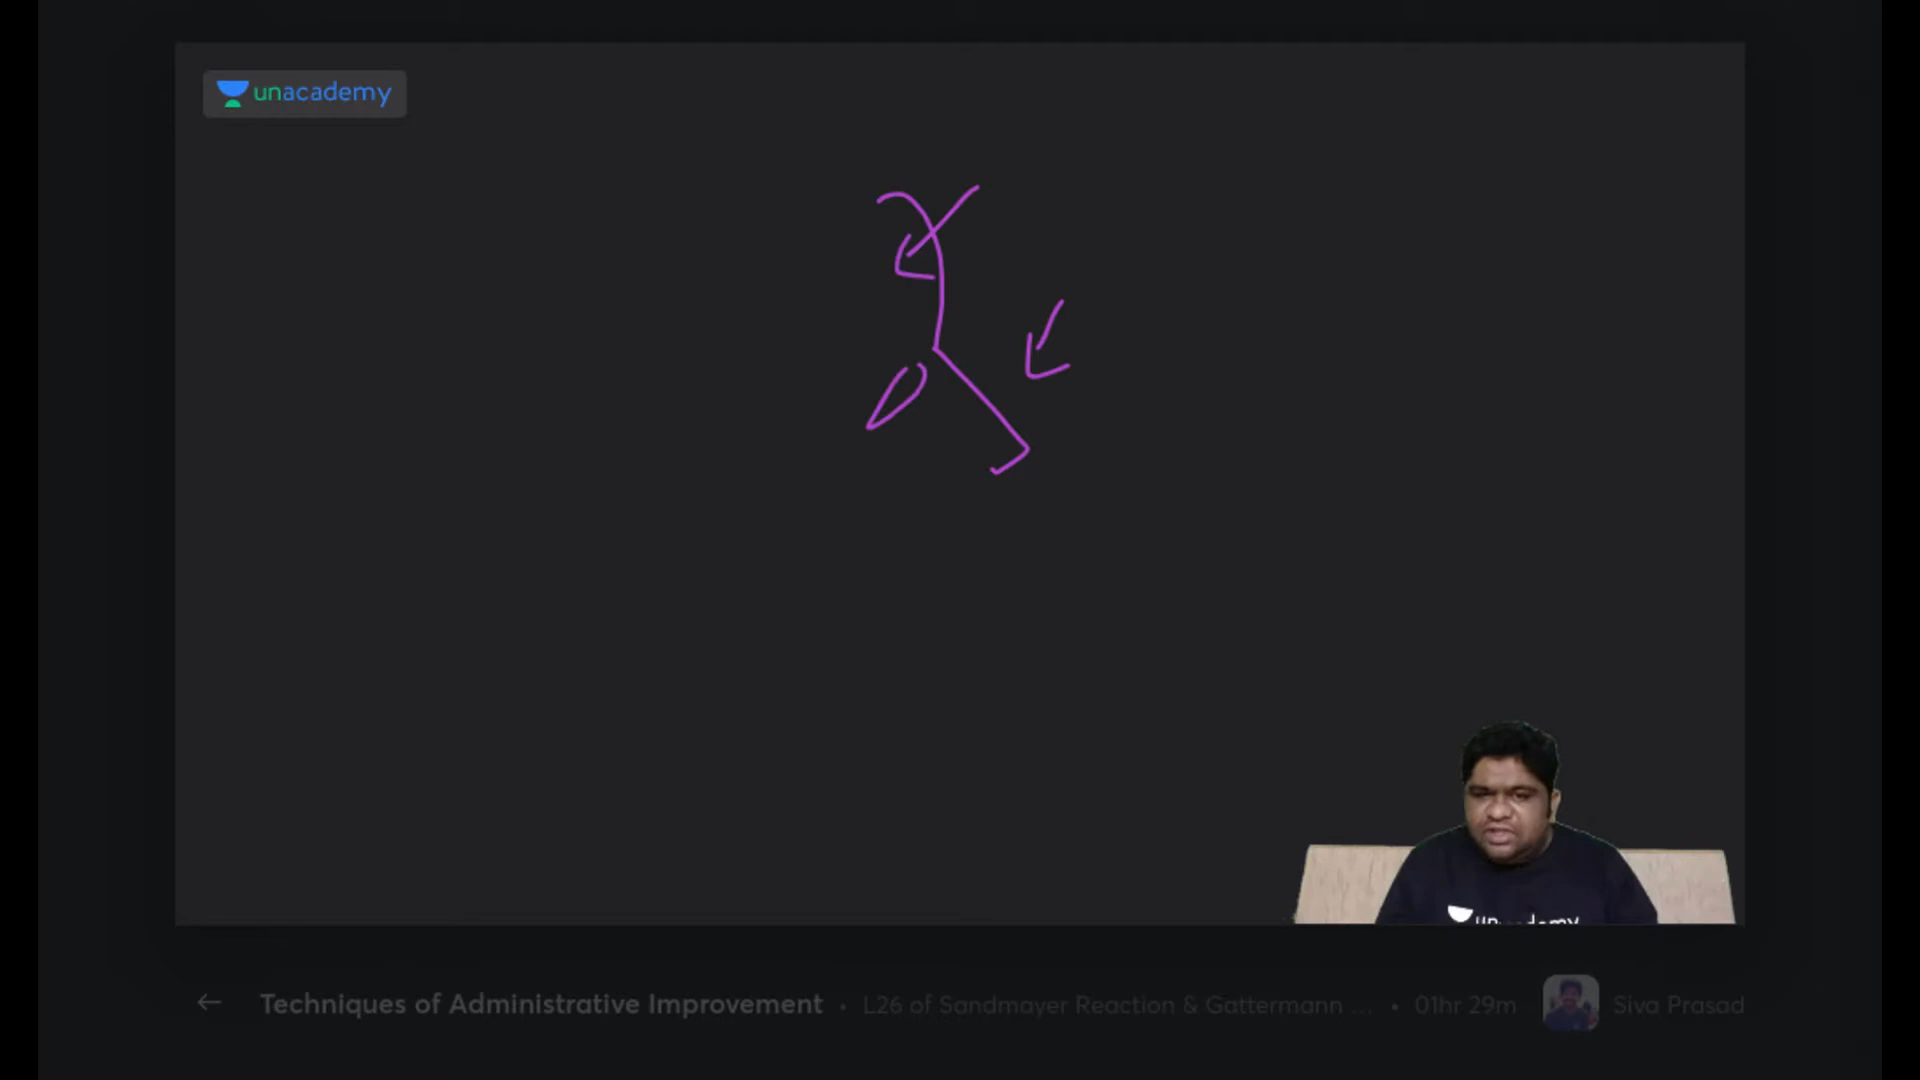 unacademy
Techniques of Administrative Improvement • L26 of Sandmayer Reaction & Gattermann ... • 01hr 29m Siva Prasad